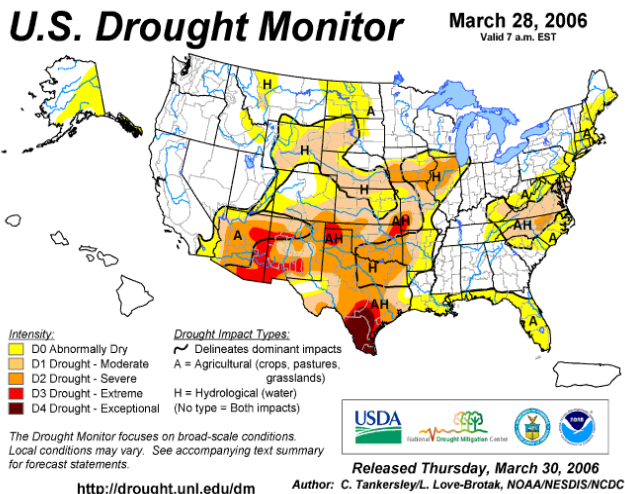 U.S. Drought Monitor
March 28, 2006
Valid 7 a.m. EST
H
A
H
H
H
A
AH
AH
A
AH
A
H
AH
A
A
Intensity:
D0 Abnormally Dry
D1 Drought - Moderate
D2 Drought - Severe
D3 Drought - Extreme
D4 Drought - Exceptional
Drought Impact Types:
Delineates dominant impacts
A = Agricultural (crops, pastures,
grasslands)
H = Hydrological (water)
(No type = Both impacts)
The Drought Monitor focuses on broad-scale conditions.
Local conditions may vary. See accompanying text summary
for forecast statements.
http://drought.unl.edu/dm
USDA
National Drought Mitigation Center
Released Thursday, March 30, 2006
Author: C. Tankersley/L. Love-Brotak, NOAA/NESDIS/NCDC